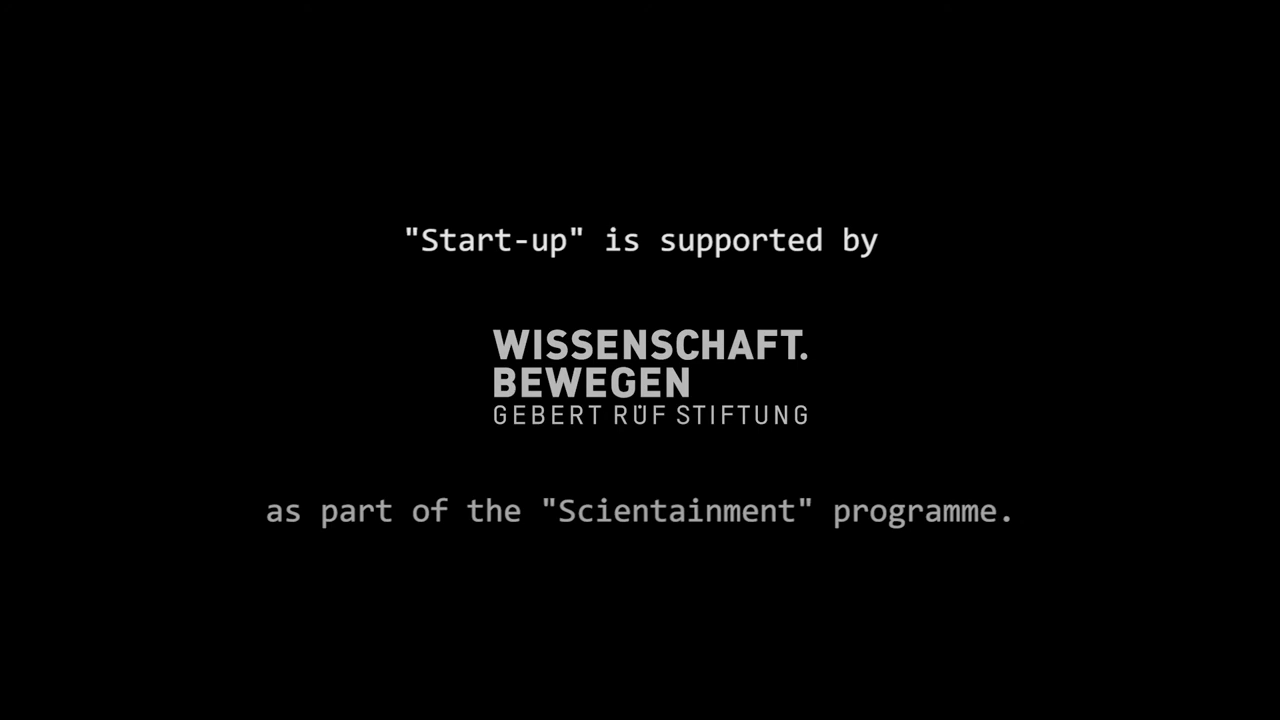 "Start-up" is supported by
WISSENSCHAFT.
BEWEGEN
GEBERT RÜF STIFTUNG
as part of the "Scientainment" programme.